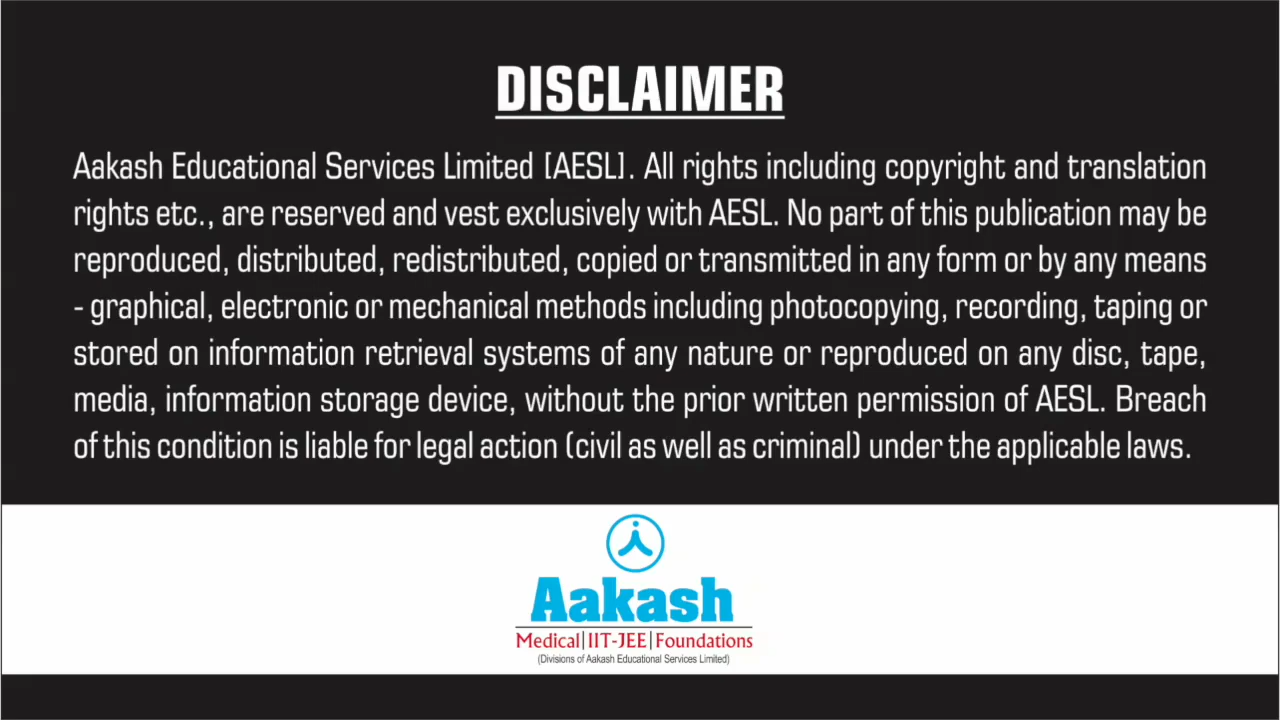 DISCLAIMER
Aakash Educational Services Limited [AESL]. All rights including copyright and translation
rights etc., are reserved and vest exclusively with AESL. No part of this publication may be
reproduced, distributed, redistributed, copied or transmitted in any form or by any means
- graphical, electronic or mechanical methods including photocopying, recording, taping or
stored on information retrieval systems of any nature or reproduced on any disc, tape,
media, information storage device, without the prior written permission of AESL. Breach
of this condition is liable for legal action (civil as well as criminal) under the applicable laws.
Aakash
Medical|IIT-JEE|Foundations
(Divisions of Aakash Educational Services Limited)